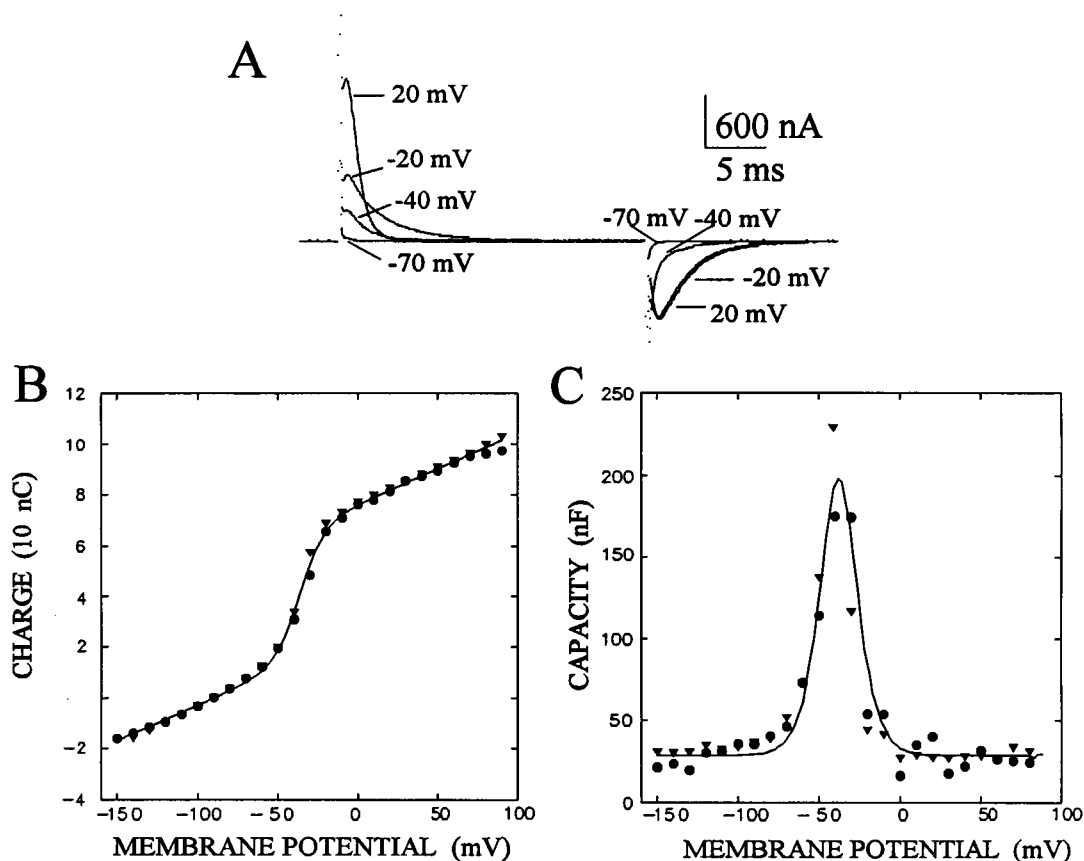 A
20 mV
-20 mV
-40 mV
-70 mV
600 nA
5 ms
-70 mV -40 mV
-20 mV
20 mV
B
CHARGE (10 nC)
12
10
8
6
4
2
−2
−4
−150 −100 −50 0 50 100
MEMBRANE POTENTIAL (mV)
C
CAPACITY (nF)
250
200
150
100
50
0
−150 −100 −50 0 50 100
MEMBRANE POTENTIAL (mV)